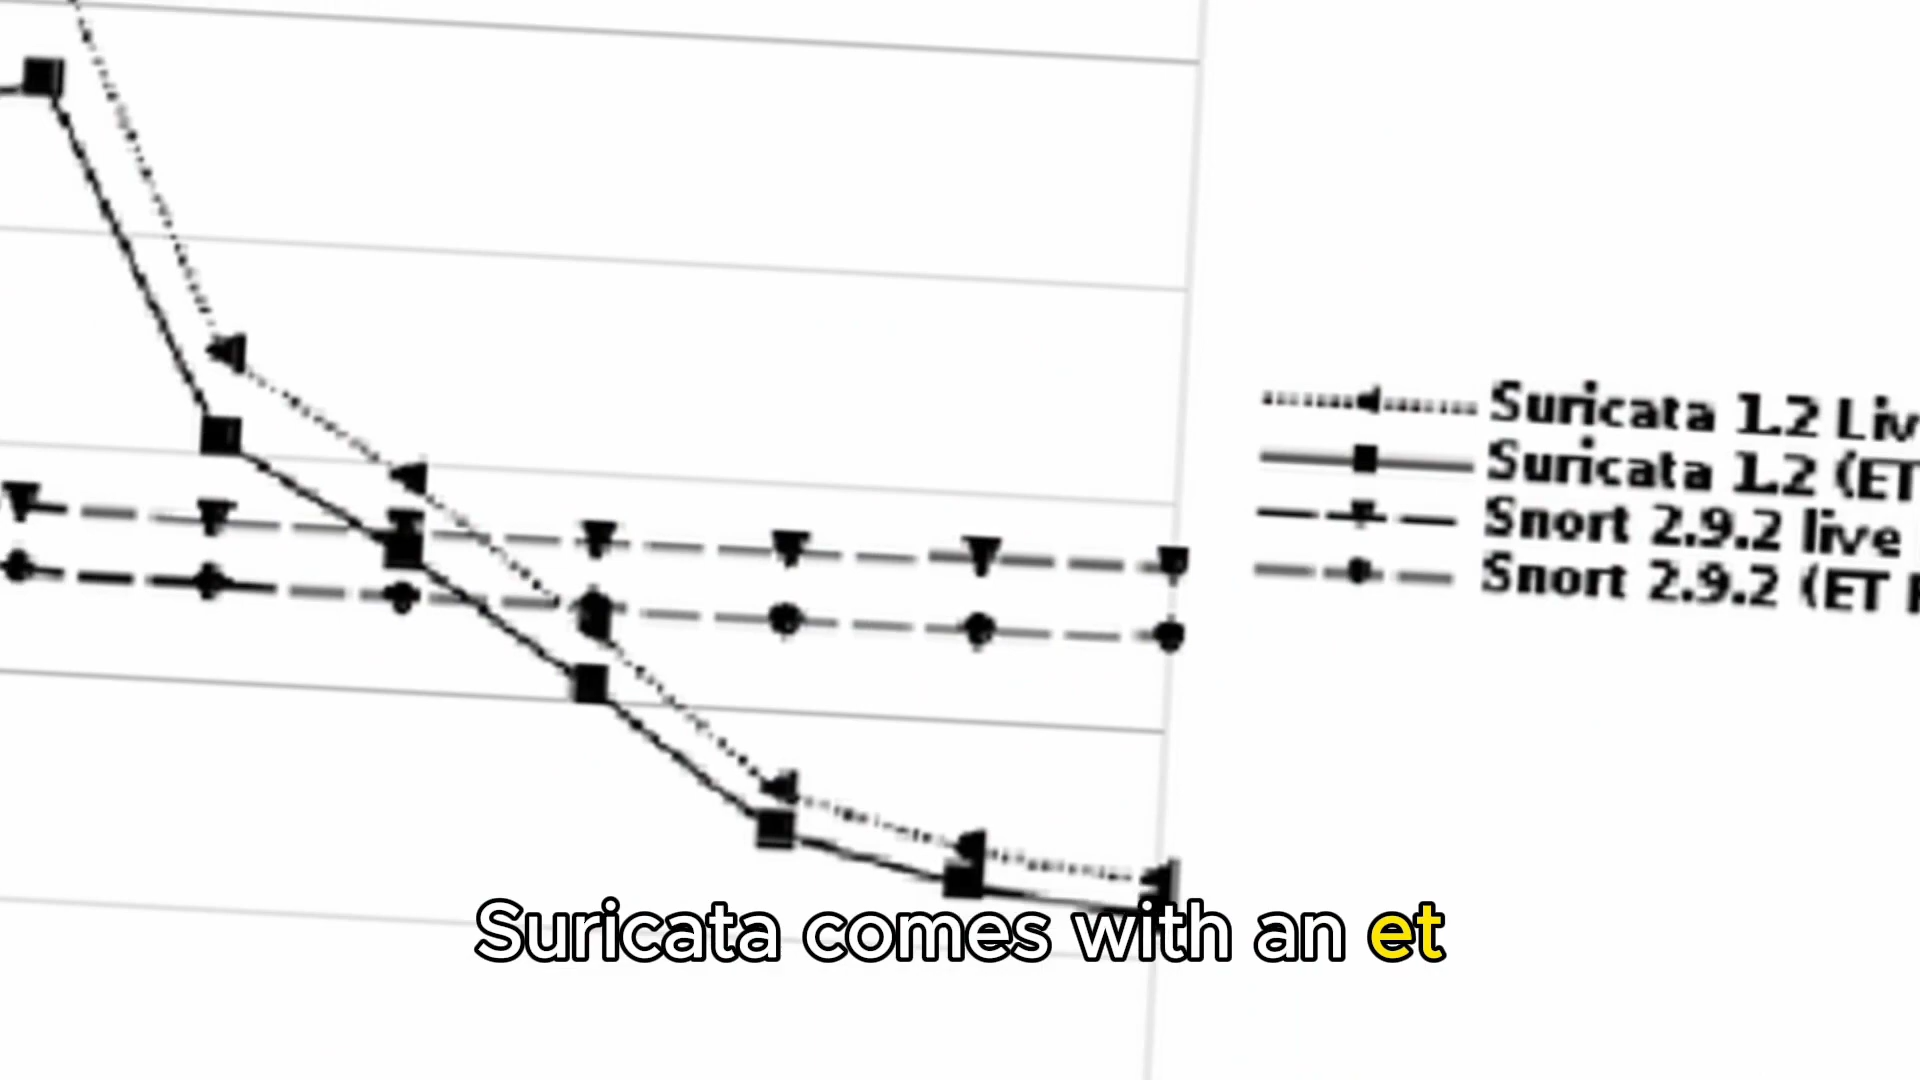 Suricata 1.2 Liv
Suricata 1.2 (ET
Snort 2.9.2 live
Snort 2.9.2 (ET
Suricata comes with an et